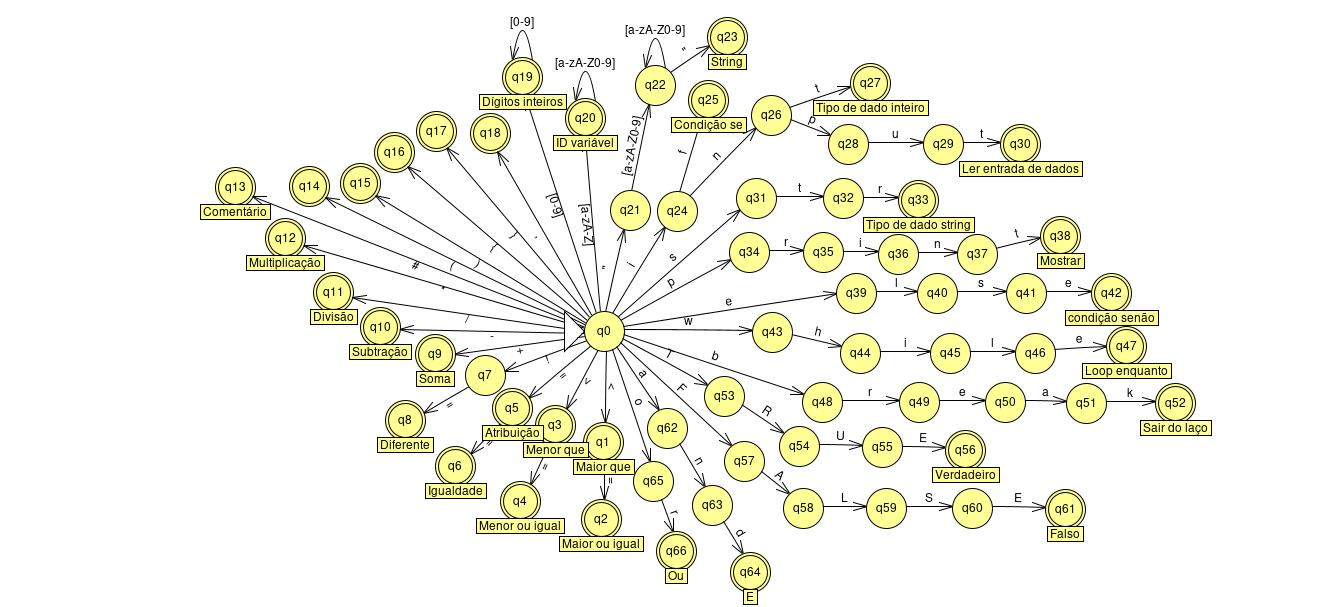 [0-9]
[a-zA-Z0-9]
[a-zA-Z0-9]
q23
String
q19
Dígitos inteiros
q22
q20
ID variável
q25
Condição se
q26
t
q27
Tipo de dado inteiro
p
q28
u
q29
t
q30
Ler entrada de dados
q17
q18
q16
q15
q14
q13
Comentário
q12
Multiplicação
q11
Divisão
q10
Subtração
q9
Soma
[0-9]
[a-zA-Z]
[a-zA-Z0-9]
q21
q24
f
n
i
s
q31
t
q32
r
q33
Tipo de dado string
p
q34
r
q35
i
q36
n
q37
t
q38
Mostrar
e
q39
l
q40
s
q41
e
q42
condição senão
#
(
)
*
/
-
+
!
=
q0
w
q43
h
q44
i
q45
l
q46
e
q47
Loop enquanto
b
q48
r
q49
e
q50
a
q51
k
q52
Sair do laço
q7
=
q8
Diferente
q5
Atribuição
=
q6
Igualdade
<
q3
Menor que
=
q4
Menor ou igual
>
q1
Maior que
=
q2
Maior ou igual
T
q53
R
q54
U
q55
E
q56
Verdadeiro
F
q57
A
q58
L
q59
S
q60
E
q61
Falso
a
q62
n
q63
d
q64
E
o
q65
r
q66
Ou